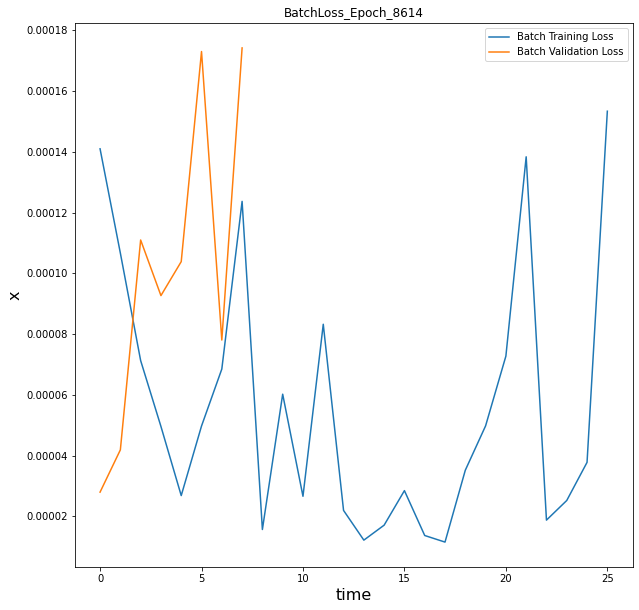 BatchLoss_Epoch_8614
Batch Training Loss
Batch Validation Loss
0.00018
0.00016
0.00014
0.00012
0.00010
0.00008
0.00006
0.00004
0.00002
x
0 5 10 15 20 25
time